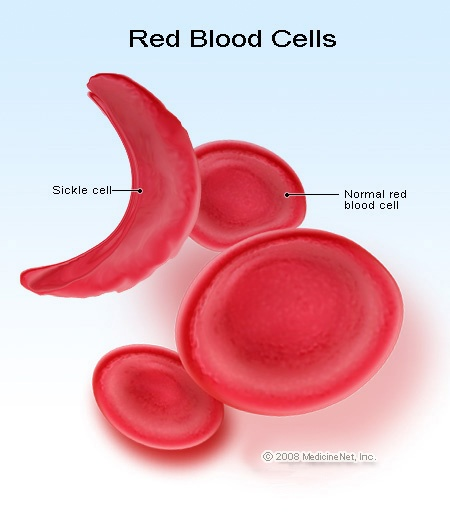 Red Blood Cells
Sickle cell
Normal red
blood cell
© 2008 MedicineNet, Inc.